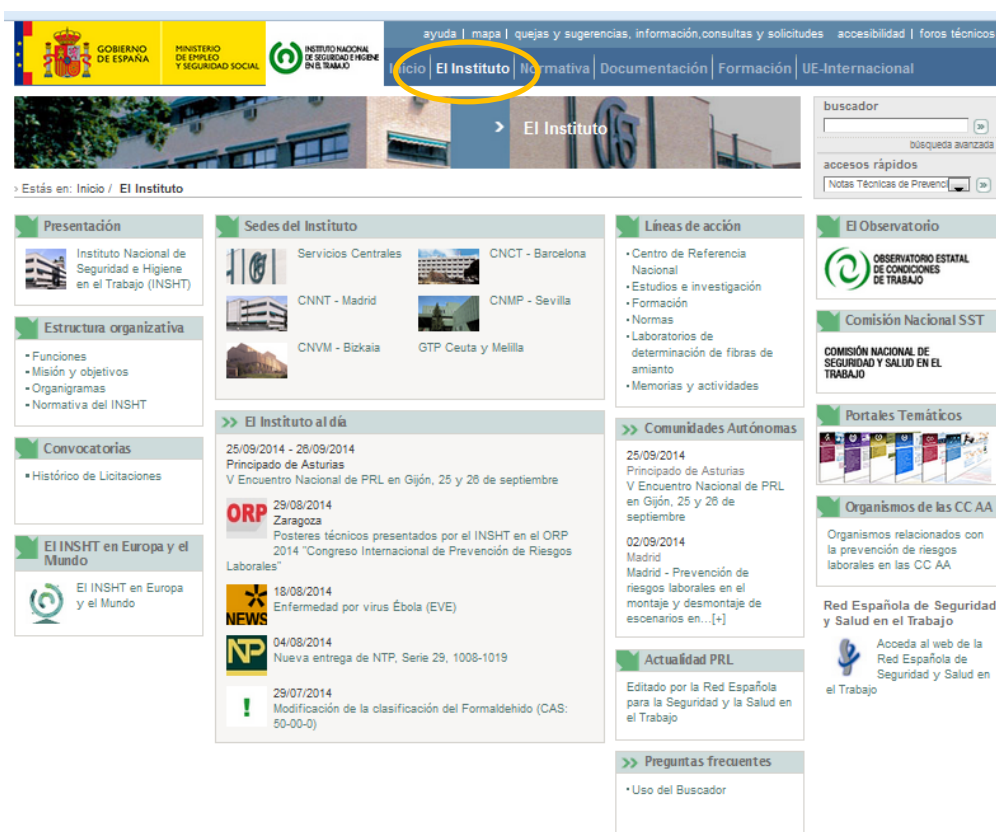 GOBIERNO
DE ESPAÑA
MINISTERIO
DE EMPLEO
Y SEGURIDAD SOCIAL
INSTITUTO NACIONAL
DE SEGURIDAD E HIGIENE
EN EL TRABAJO
ayuda | mapa | quejas y sugerencias, información,consultas y solicitudes accesibilidad | foros técnicos
Inicio El Instituto Normativa Documentación Formación UE-Internacional
El Instituto
buscador
búsqueda avanzada
accesos rápidos
Notas Técnicas de Prevenci
› Estás en: Inicio / El Instituto
Presentación
Instituto Nacional de
Seguridad e Higiene
en el Trabajo (INSHT)
Estructura organizativa
Funciones
Misión y objetivos
Organigramas
Normativa del INSHT
Convocatorias
Histórico de Licitaciones
El INSHT en Europa y el
Mundo
El INSHT en Europa
y el Mundo
Sedes del Instituto
Servicios Centrales
CNCT - Barcelona
CNNT - Madrid
CNMP - Sevilla
CNVM - Bizkaia
GTP Ceuta y Melilla
>> El Instituto al día
25/09/2014 - 26/09/2014
Principado de Asturias
V Encuentro Nacional de PRL en Gijón, 25 y 26 de septiembre
ORP
29/08/2014
Zaragoza
Posteres técnicos presentados por el INSHT en el ORP
2014 "Congreso Internacional de Prevención de Riesgos
Laborales"
NEWS
18/08/2014
Enfermedad por virus Ébola (EVE)
NP
04/08/2014
Nueva entrega de NTP, Serie 29, 1008-1019
!
29/07/2014
Modificación de la clasificación del Formaldehido (CAS:
50-00-0)
Líneas de acción
Centro de Referencia
Nacional
Estudios e investigación
Formación
Normas
Laboratorios de
determinación de fibras de
amianto
Memorias y actividades
>> Comunidades Autónomas
25/09/2014
Principado de Asturias
V Encuentro Nacional de PRL
en Gijón, 25 y 26 de
septiembre
02/09/2014
Madrid
Madrid - Prevención de
riesgos laborales en el
montaje y desmontaje de
escenarios en...[+]
Actualidad PRL
Editado por la Red Española
para la Seguridad y la Salud en
el Trabajo
>> Preguntas frecuentes
Uso del Buscador
El Observatorio
OBSERVATORIO ESTATAL
DE CONDICIONES
DE TRABAJO
Comisión Nacional SST
COMISIÓN NACIONAL DE
SEGURIDAD Y SALUD EN EL
TRABAJO
Portales Temáticos
Organismos de las CC AA
Organismos relacionados con
la prevención de riesgos
laborales en las CC AA
Red Española de Seguridad
y Salud en el Trabajo
Acceda al web de la
Red Española de
Seguridad y Salud en
el Trabajo